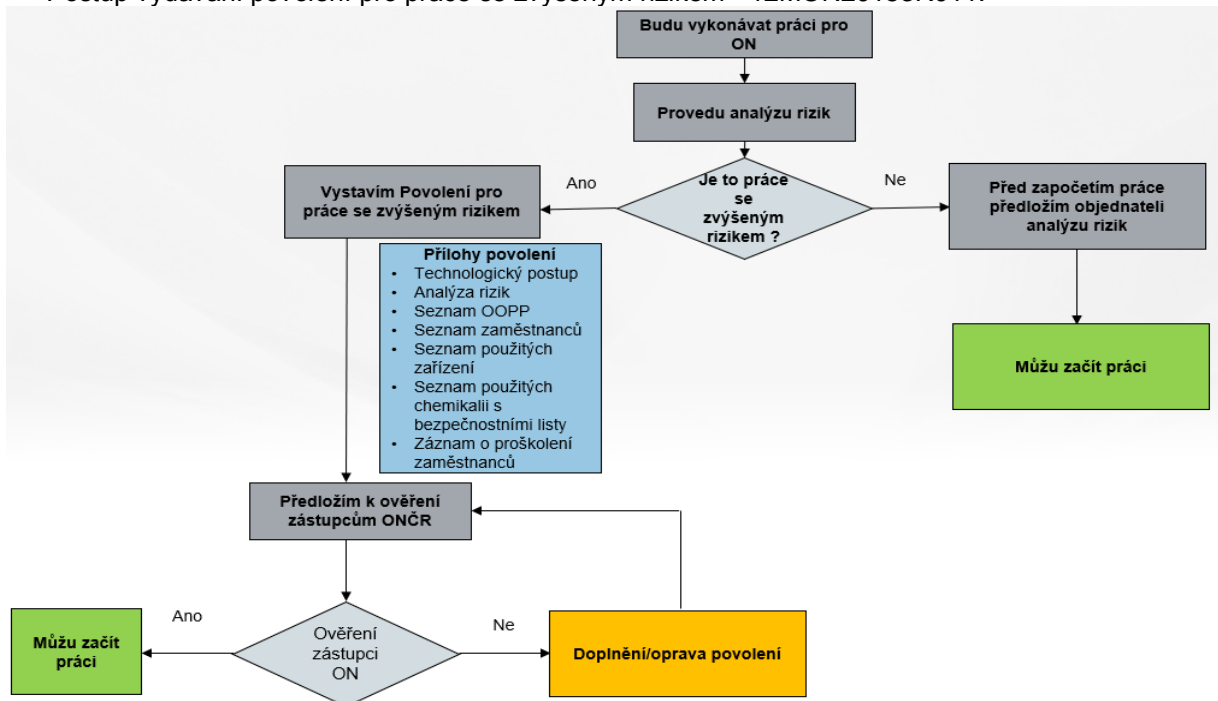 Budu vykonávat práci pro
ON
Provedu analýzu rizik
Je to práce
se
zvýšeným
rizikem ?
Ano
Ne
Vystavím Povolení pro
práce se zvýšeným rizikem
Před započetím práce
předložím objednateli
analýzu rizik
Přílohy povolení
• Technologický postup
• Analýza rizik
• Seznam OOPP
• Seznam zaměstnanců
• Seznam použitých
zařízení
• Seznam použitých
chemikalii s
bezpečnostními listy
• Záznam o proškolení
zaměstnanců
Můžu začít práci
Předložím k ověření
zástupcům ONČR
Ověření
zástupci
ON
Ano
Ne
Můžu začít
práci
Doplnění/oprava povolení